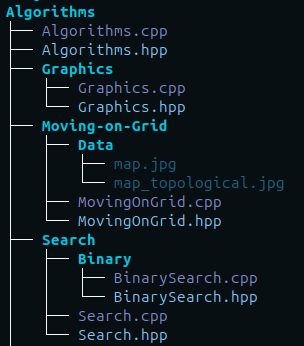 Algorithms
├── Algorithms.cpp
├── Algorithms.hpp
├── Graphics
│   ├── Graphics.cpp
│   └── Graphics.hpp
├── Moving-on-Grid
│   ├── Data
│   │   ├── map.jpg
│   │   └── map_topological.jpg
│   ├── MovingOnGrid.cpp
│   └── MovingOnGrid.hpp
├── Search
│   ├── Binary
│   │   ├── BinarySearch.cpp
│   │   └── BinarySearch.hpp
│   ├── Search.cpp
│   └── Search.hpp